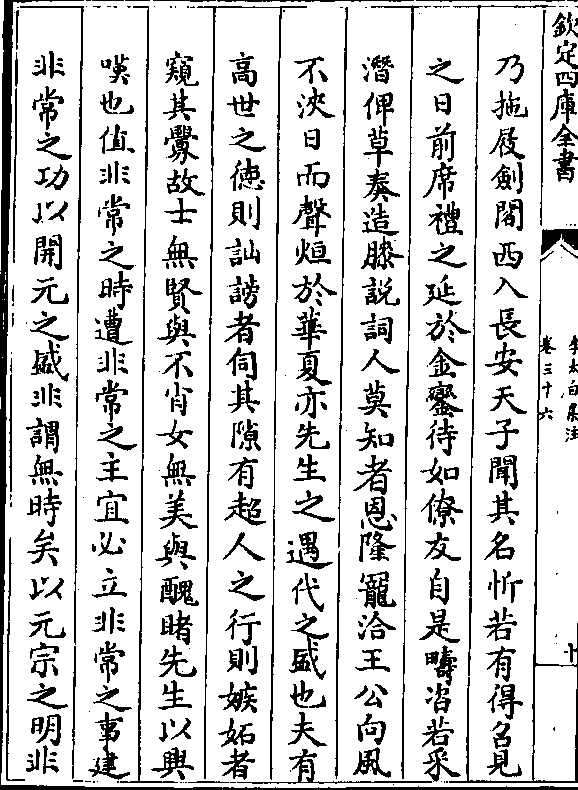 欽定四庫全書
李太白集注
卷三十六
十
乃拖屐劍閣西入長安天子聞其名忻若有得召見
之日前席禮之延於金鑾待如僚友自是疇咨若采
潛俾草奏造膝説詞人莫知者恩隆寵洽王公向風
不浹日而聲烜於華夏亦先生之遇代之盛也夫有
高世之徳則訕謗者伺其隙有超人之行則嫉妬者
窺其釁故士無賢與不肖女無美與醜睹先生以興
嘆也值非常之時遭非常之主宜必立非常之事建
非常之功以開元之盛非謂無時矣以元宗之明非